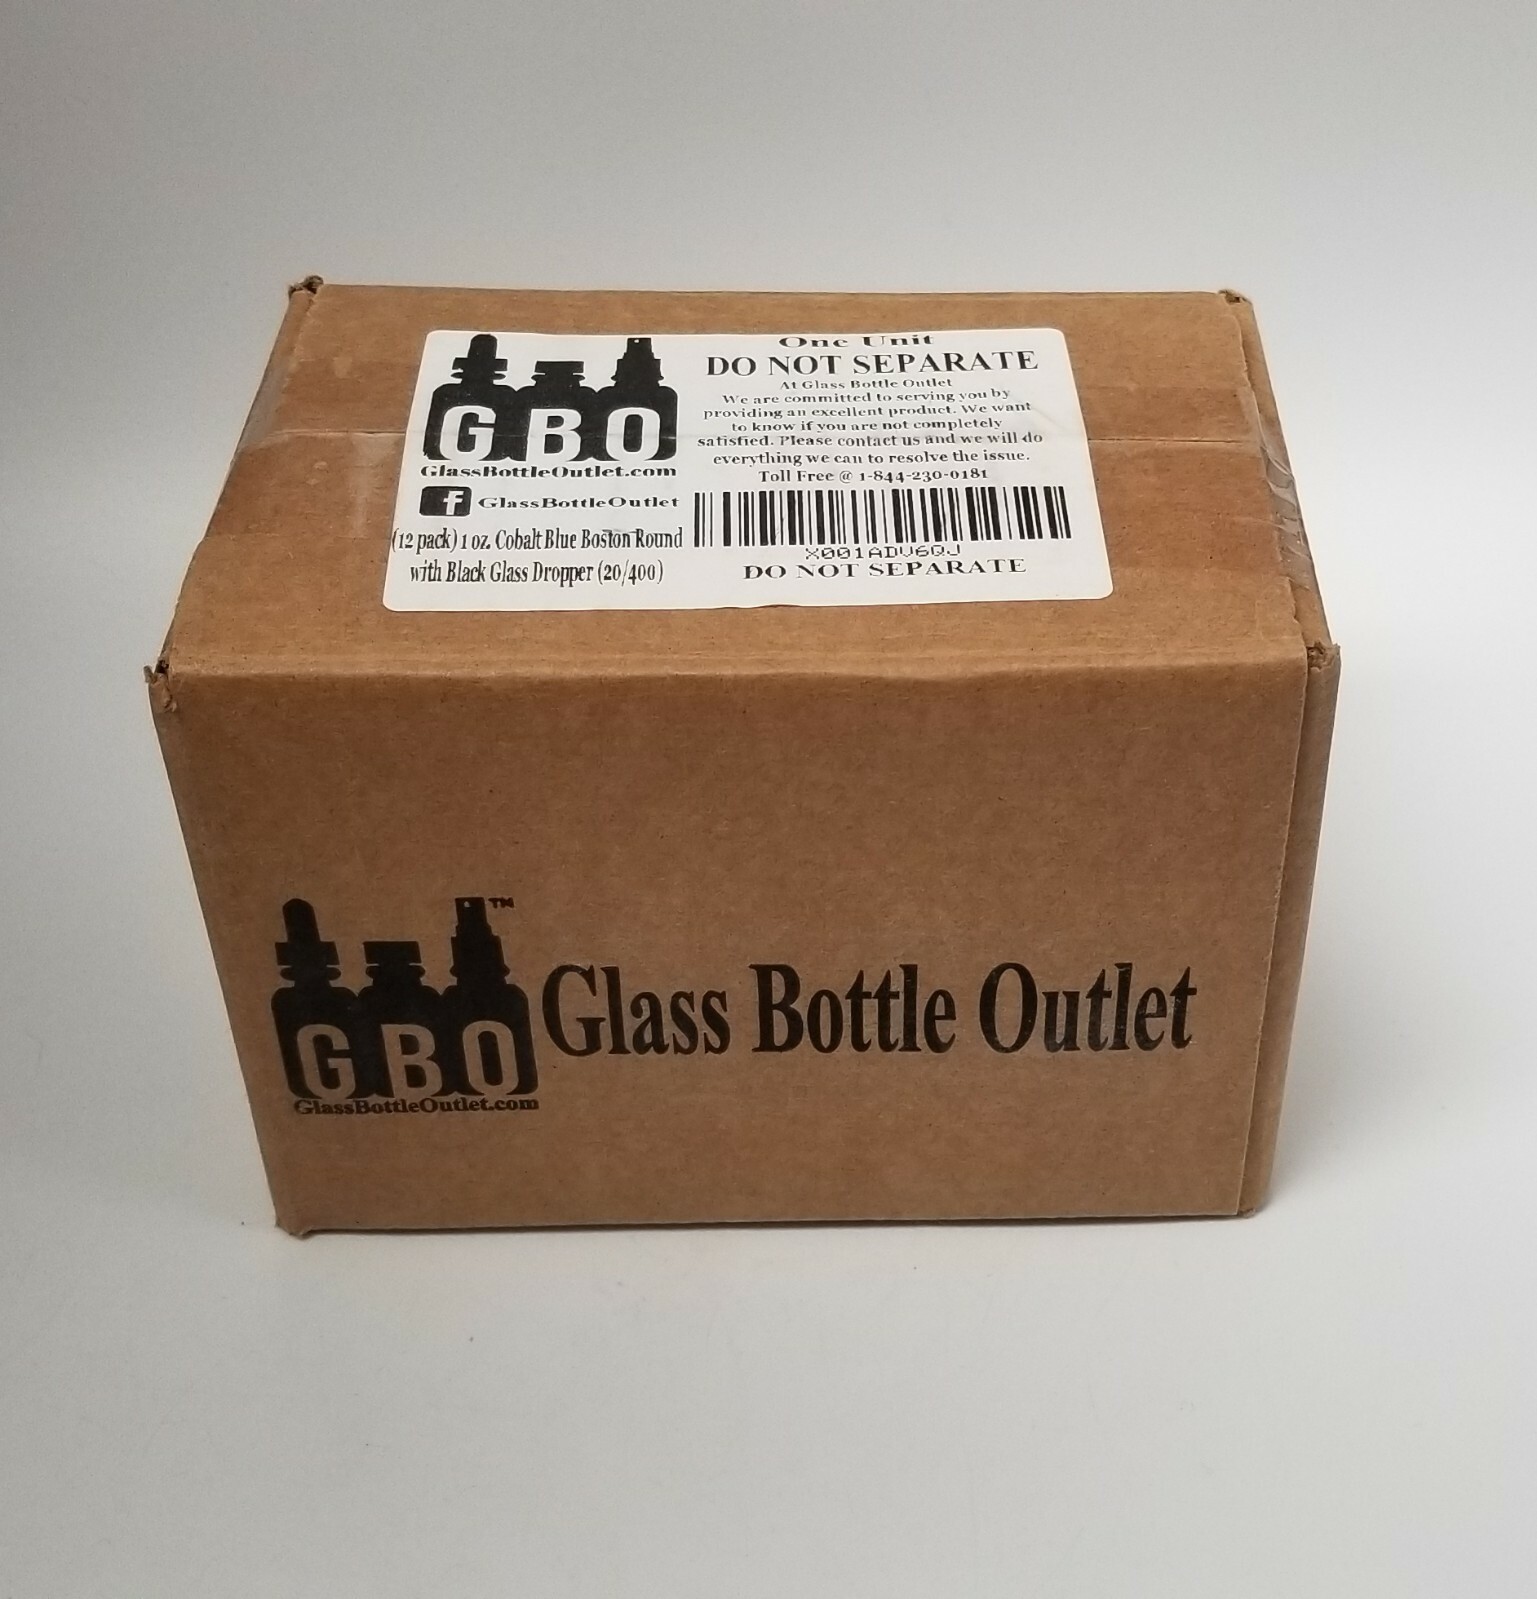 GBO
GlassBottleOutlet.com
f GlassBottleOutlet
(12 pack) 1 oz. Cobalt Blue Boston Round
with Black Glass Dropper (20/400)
One Unit
DO NOT SEPARATE
At Glass Bottle Outlet
We are committed to serving you by
providing an excellent product. We want
to know if you are not completely
satisfied. Please contact us and we will do
everything we can to resolve the issue.
Toll Free @ 1-844-230-0181
X001ADV6QJ
DO NOT SEPARATE
TM
GBO
GlassBottleOutlet.com
Glass Bottle Outlet